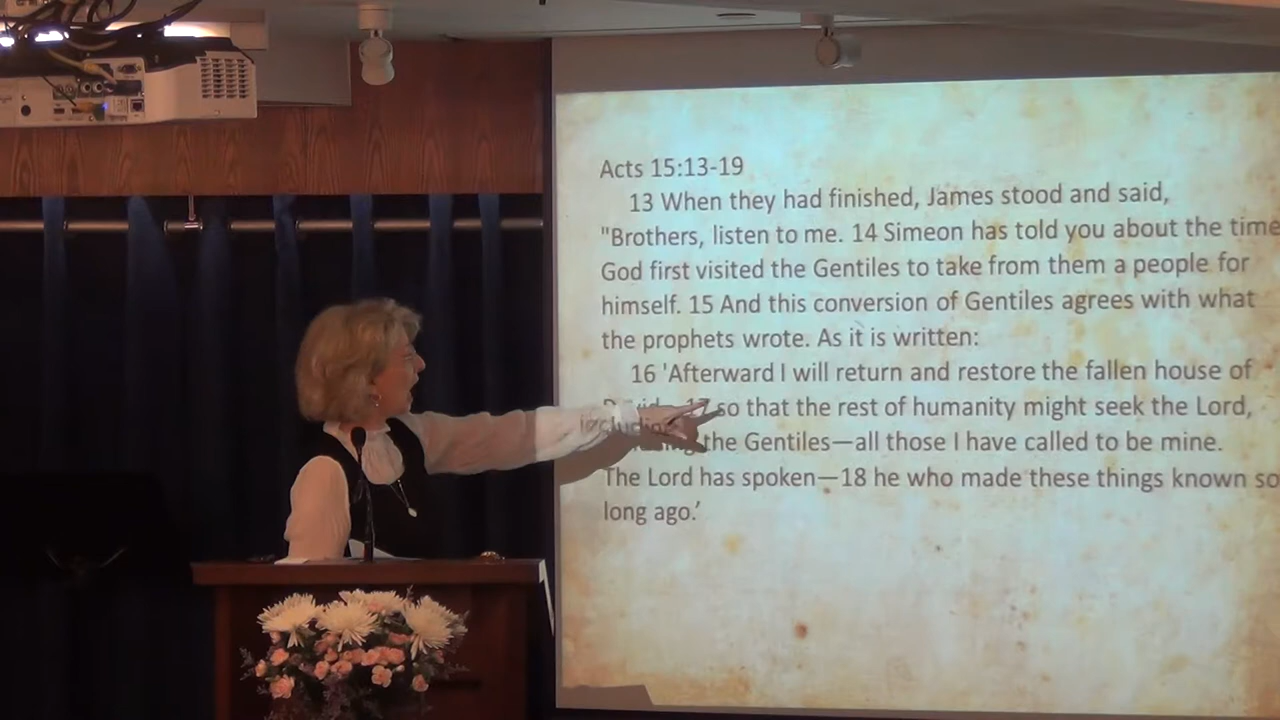 Acts 15:13-19
13 When they had finished, James stood and said,
"Brothers, listen to me. 14 Simeon has told you about the time
God first visited the Gentiles to take from them a people for
himself. 15 And this conversion of Gentiles agrees with what
the prophets wrote. As it is written:
16 'Afterward I will return and restore the fallen house of
17 so that the rest of humanity might seek the Lord,
including the Gentiles—all those I have called to be mine.
The Lord has spoken—18 he who made these things known so
long ago.'